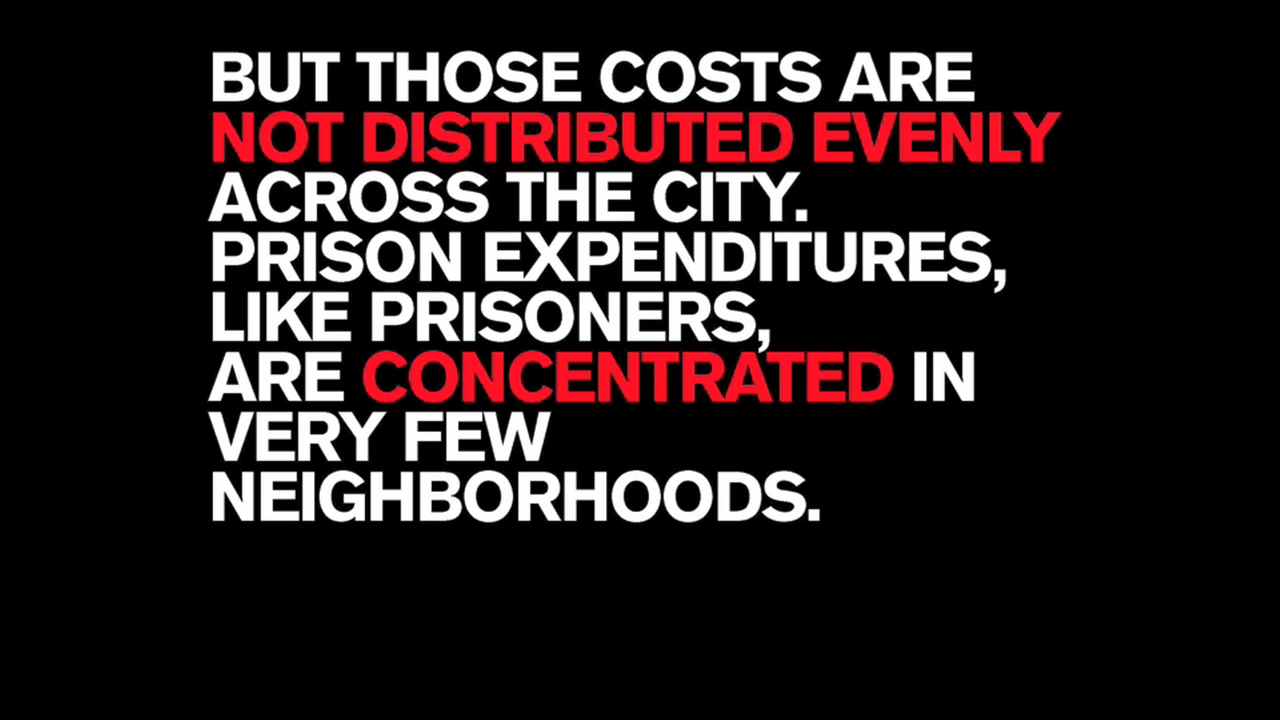 BUT THOSE COSTS ARE
NOT DISTRIBUTED EVENLY
ACROSS THE CITY.
PRISON EXPENDITURES,
LIKE PRISONERS,
ARE CONCENTRATED IN
VERY FEW
NEIGHBORHOODS.